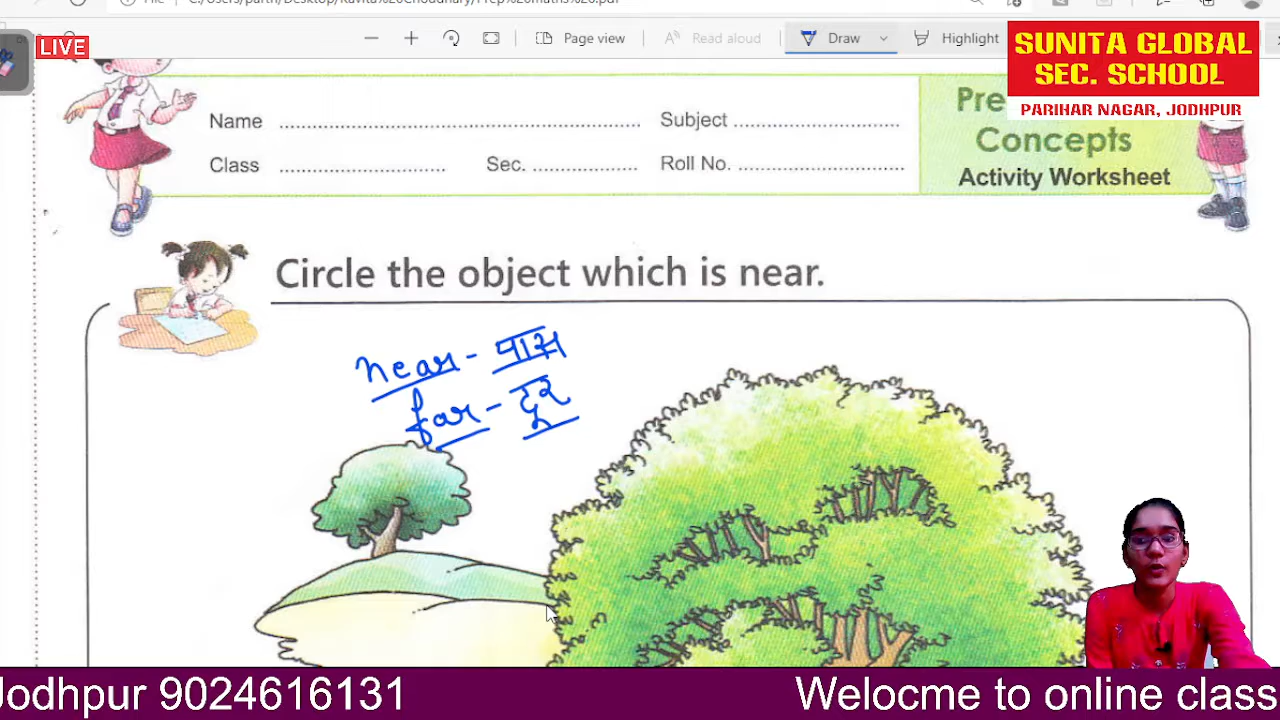 LIVE
Page view
Read aloud
Draw
Highlight
SUNITA GLOBAL
SEC. SCHOOL
PARIHAR NAGAR, JODHPUR
Name
Subject
Pre
Concepts
Class
Sec.
Roll No.
Activity Worksheet
Circle the object which is near.
near - पास
far - दूर
Jodhpur 9024616131
Welocme to online class